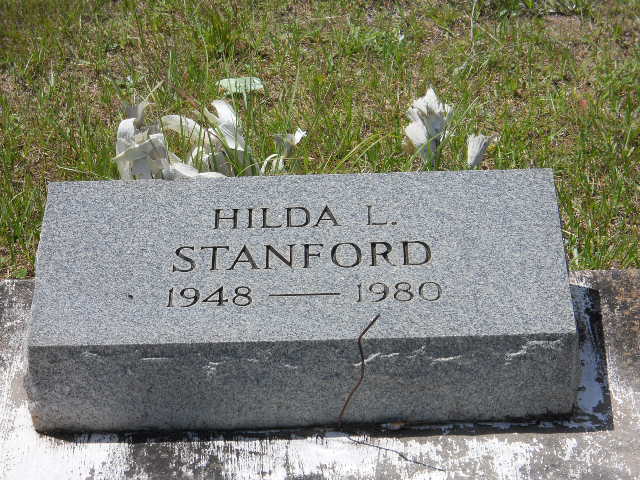 HILDA L.
STANFORD
1948 — 1980